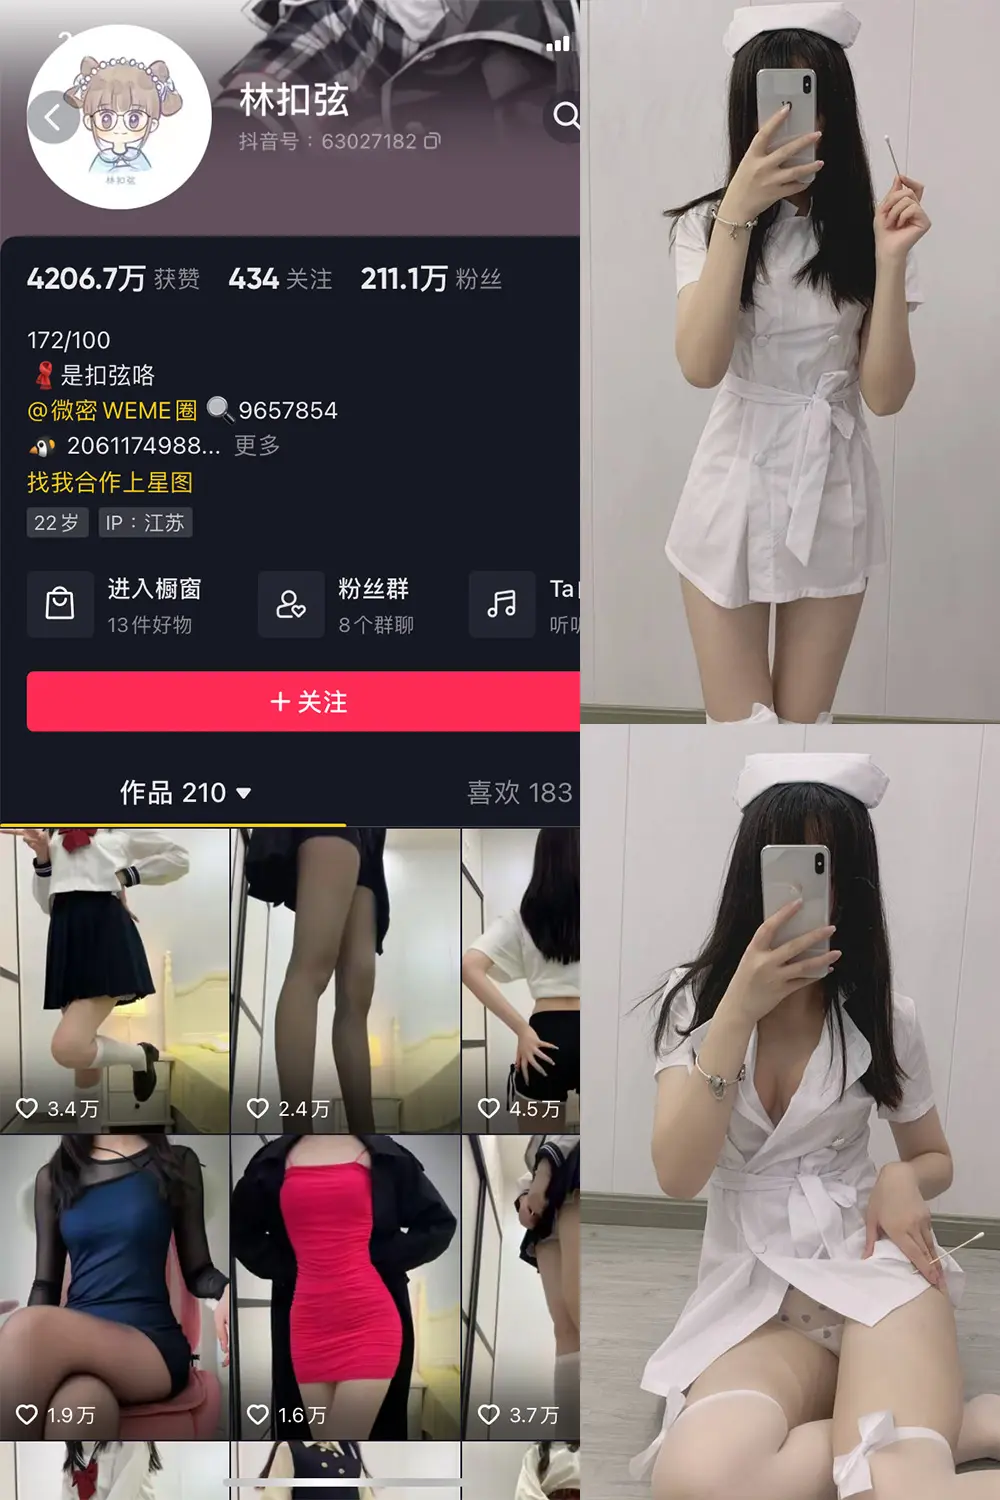 林扣弦
抖音号：63027182
林扣弦
4206.7万 获赞 434 关注 211.1万 粉丝
172/100
是扣弦咯
@微密WEME圈 9657854
2061174988... 更多
找我合作上星图
22岁 IP：江苏
进入橱窗 粉丝群 Ta
13件好物 8个群聊 听
+ 关注
作品 210 喜欢 183
3.4万 2.4万 4.5万
1.9万 1.6万 3.7万